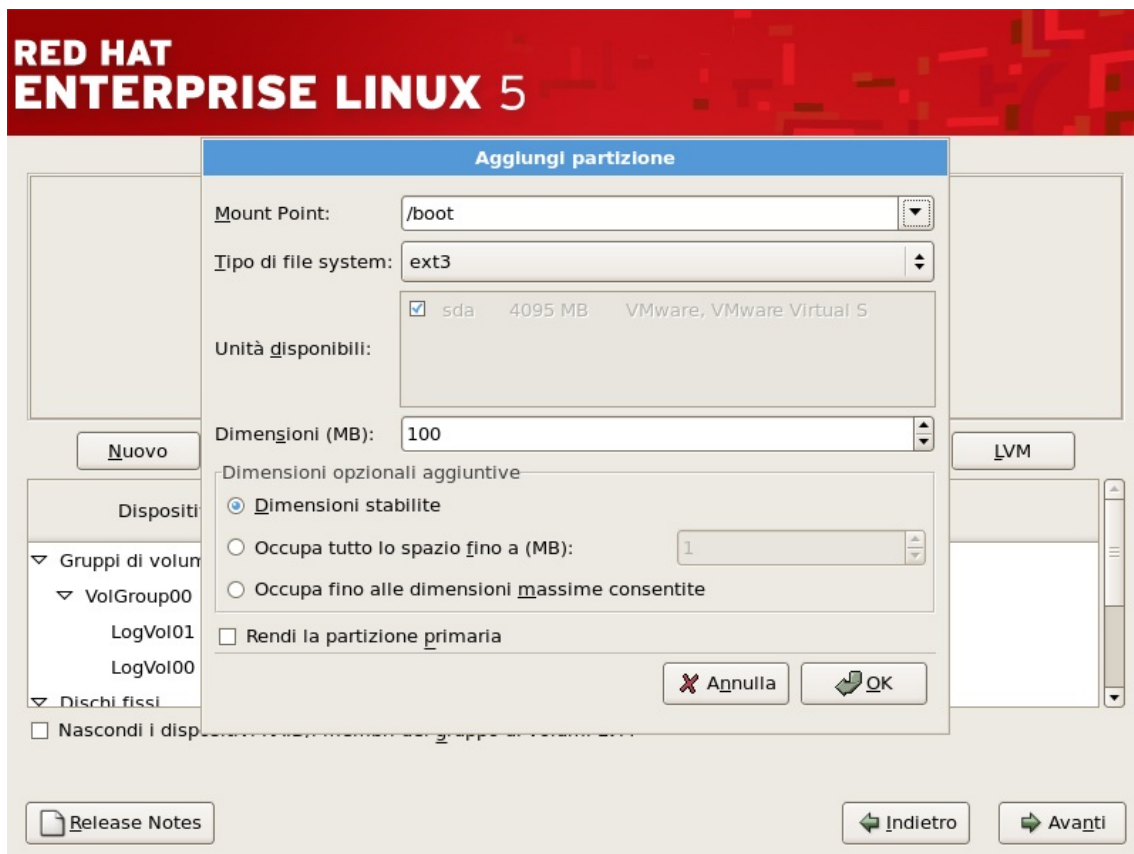 RED HAT
ENTERPRISE LINUX 5
Aggiungi partizione
Mount Point: /boot
Tipo di file system: ext3
Unità disponibili: sda 4095 MB VMware, VMware Virtual S
Dimensioni (MB): 100
Nuovo
LVM
Dimensioni opzionali aggiuntive
Dimensioni stabilite
Occupa tutto lo spazio fino a (MB): 1
Occupa fino alle dimensioni massime consentite
Rendi la partizione primaria
Annulla
OK
Dispositi
Gruppi di volum
VolGroup00
LogVol01
LogVol00
Dischi fissi
Nascondi i disp
Release Notes
Indietro
Avanti